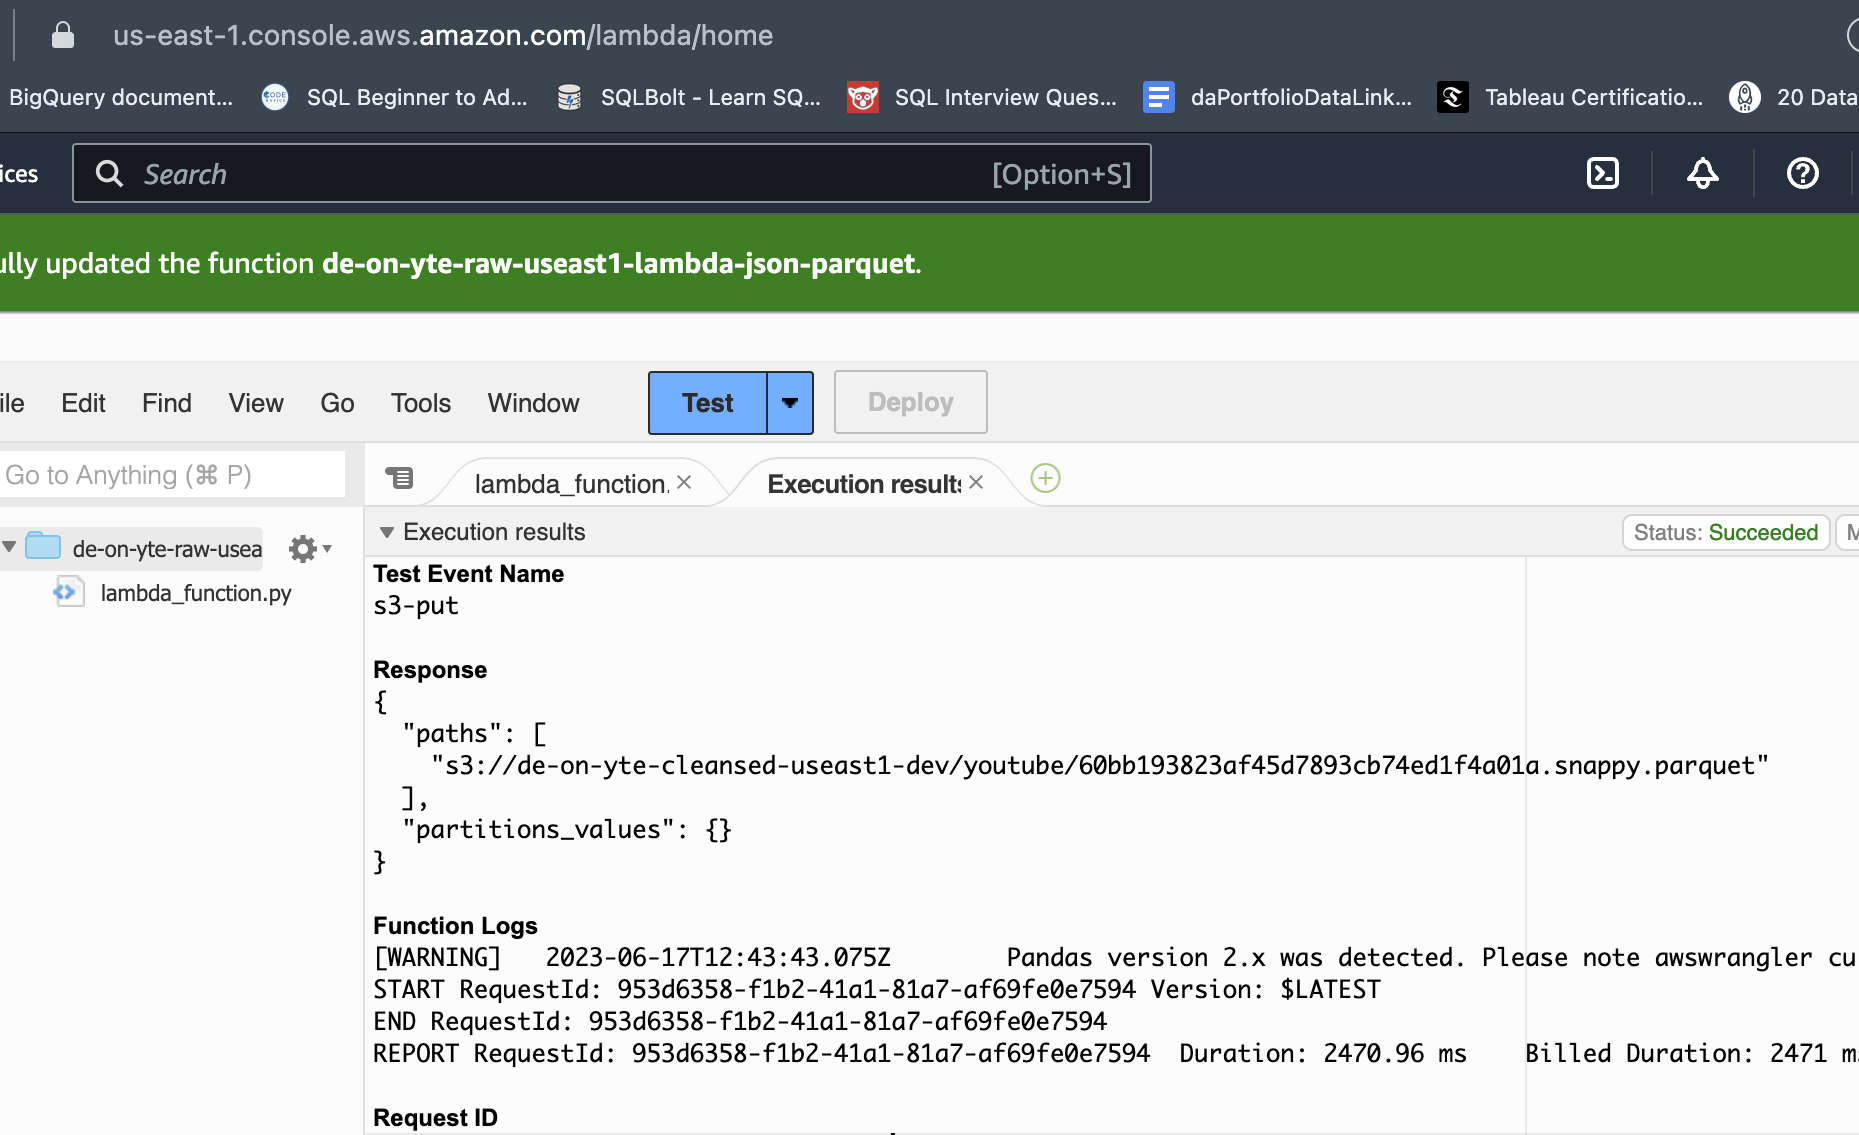 us-east-1.console.aws.amazon.com/lambda/home
BigQuery document... SQL Beginner to Ad... SQLBolt - Learn SQ... SQL Interview Ques... daPortfolioDataLink... Tableau Certificatio... 20 Data
ices Search [Option+S]
ully updated the function de-on-yte-raw-useast1-lambda-json-parquet.
ile Edit Find View Go Tools Window Test Deploy
Go to Anything (⌘ P) lambda_function. Execution results
Execution results Status: Succeeded M
de-on-yte-raw-usea
lambda_function.py
Test Event Name
s3-put
Response
{
"paths": [
"s3://de-on-yte-cleansed-useast1-dev/youtube/60bb193823af45d7893cb74ed1f4a01a.snappy.parquet"
],
"partitions_values": {}
}
Function Logs
[WARNING] 2023-06-17T12:43:43.075Z Pandas version 2.x was detected. Please note awswrangler cu
START RequestId: 953d6358-f1b2-41a1-81a7-af69fe0e7594 Version: $LATEST
END RequestId: 953d6358-f1b2-41a1-81a7-af69fe0e7594
REPORT RequestId: 953d6358-f1b2-41a1-81a7-af69fe0e7594 Duration: 2470.96 ms Billed Duration: 2471 ms
Request ID